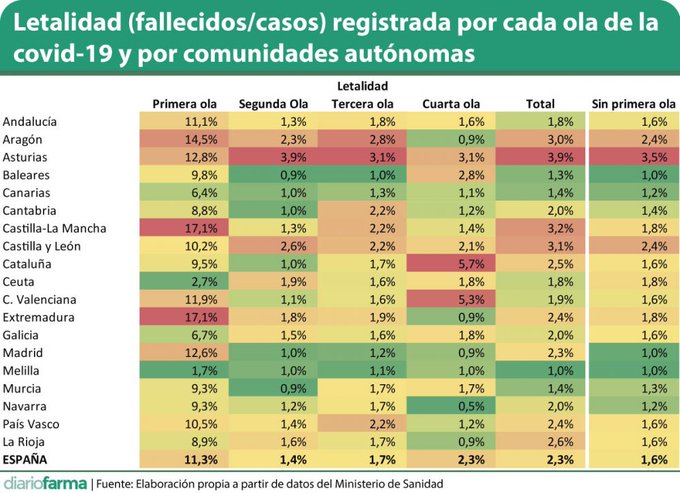 Letalidad (fallecidos/casos) registrada por cada ola de la
covid-19 y por comunidades autónomas
Letalidad
Primera ola Segunda Ola Tercera ola Cuarta ola Total Sin primera ola
Andalucía 11,1% 1,3% 1,8% 1,6% 1,8% 1,6%
Aragón 14,5% 2,3% 2,8% 0,9% 3,0% 2,4%
Asturias 12,8% 3,9% 3,1% 3,1% 3,9% 3,5%
Baleares 9,8% 0,9% 1,0% 2,8% 1,3% 1,0%
Canarias 6,4% 1,0% 1,3% 1,1% 1,4% 1,2%
Cantabria 8,8% 1,0% 2,2% 1,2% 2,0% 1,4%
Castilla-La Mancha 17,1% 1,3% 2,2% 1,4% 3,2% 1,8%
Castilla y León 10,2% 2,6% 2,2% 2,1% 3,1% 2,4%
Cataluña 9,5% 1,0% 1,7% 5,7% 2,5% 1,6%
Ceuta 2,7% 1,9% 1,6% 1,8% 1,8% 1,8%
C. Valenciana 11,9% 1,1% 1,6% 5,3% 1,9% 1,6%
Extremadura 17,1% 1,8% 1,9% 0,9% 2,4% 1,8%
Galicia 6,7% 1,5% 1,6% 1,8% 2,0% 1,6%
Madrid 12,6% 1,0% 1,2% 0,9% 2,3% 1,0%
Melilla 1,7% 1,0% 1,1% 1,0% 1,0% 1,0%
Murcia 9,3% 0,9% 1,7% 1,7% 1,4% 1,3%
Navarra 9,3% 1,2% 1,7% 0,5% 2,0% 1,2%
País Vasco 10,5% 1,4% 2,2% 1,2% 2,4% 1,6%
La Rioja 8,9% 1,6% 1,7% 0,9% 2,6% 1,6%
ESPAÑA 11,3% 1,4% 1,7% 2,3% 2,3% 1,6%
diariofarma | Fuente: Elaboración propia a partir de datos del Ministerio de Sanidad